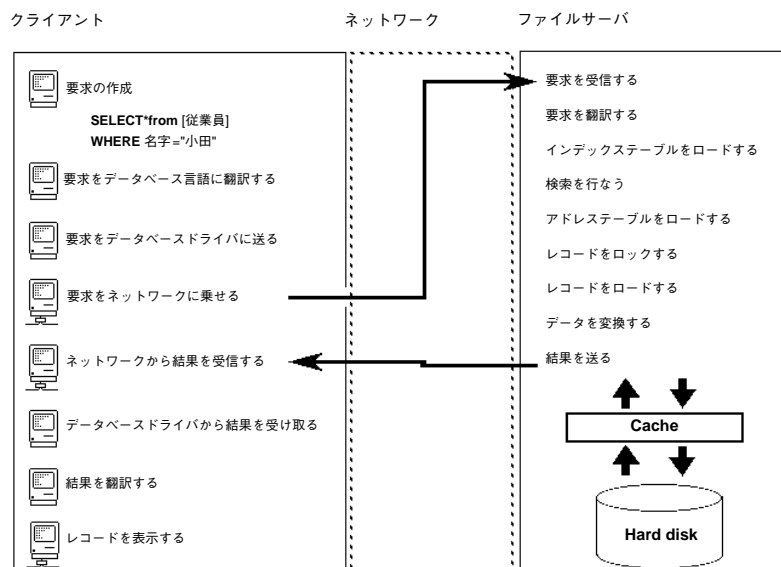 クライアント
ネットワーク
ファイルサーバ
要求の作成
SELECT*from [従業員]
WHERE 名字="小田"
要求をデータベース言語に翻訳する
要求をデータベースドライバに送る
要求をネットワークに乗せる
ネットワークから結果を受信する
データベースドライバから結果を受け取る
結果を翻訳する
レコードを表示する
要求を受信する
要求を翻訳する
インデックステーブルをロードする
検索を行なう
アドレステーブルをロードする
レコードをロックする
レコードをロードする
データを変換する
結果を送る
Cache
Hard disk